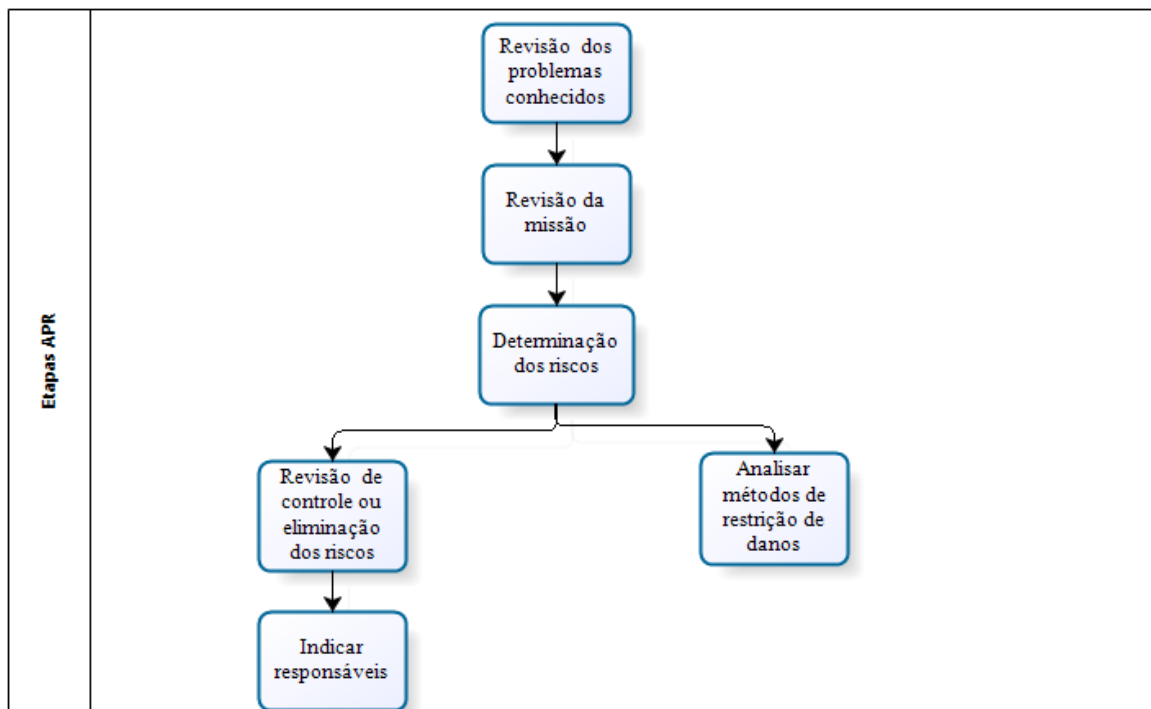 Etapas APR
Revisão dos
problemas
conhecidos
Revisão da
missão
Determinação
dos riscos
Revisão de
controle ou
eliminação
dos riscos
Analisar
métodos de
restrição de
danos
Indicar
responsáveis